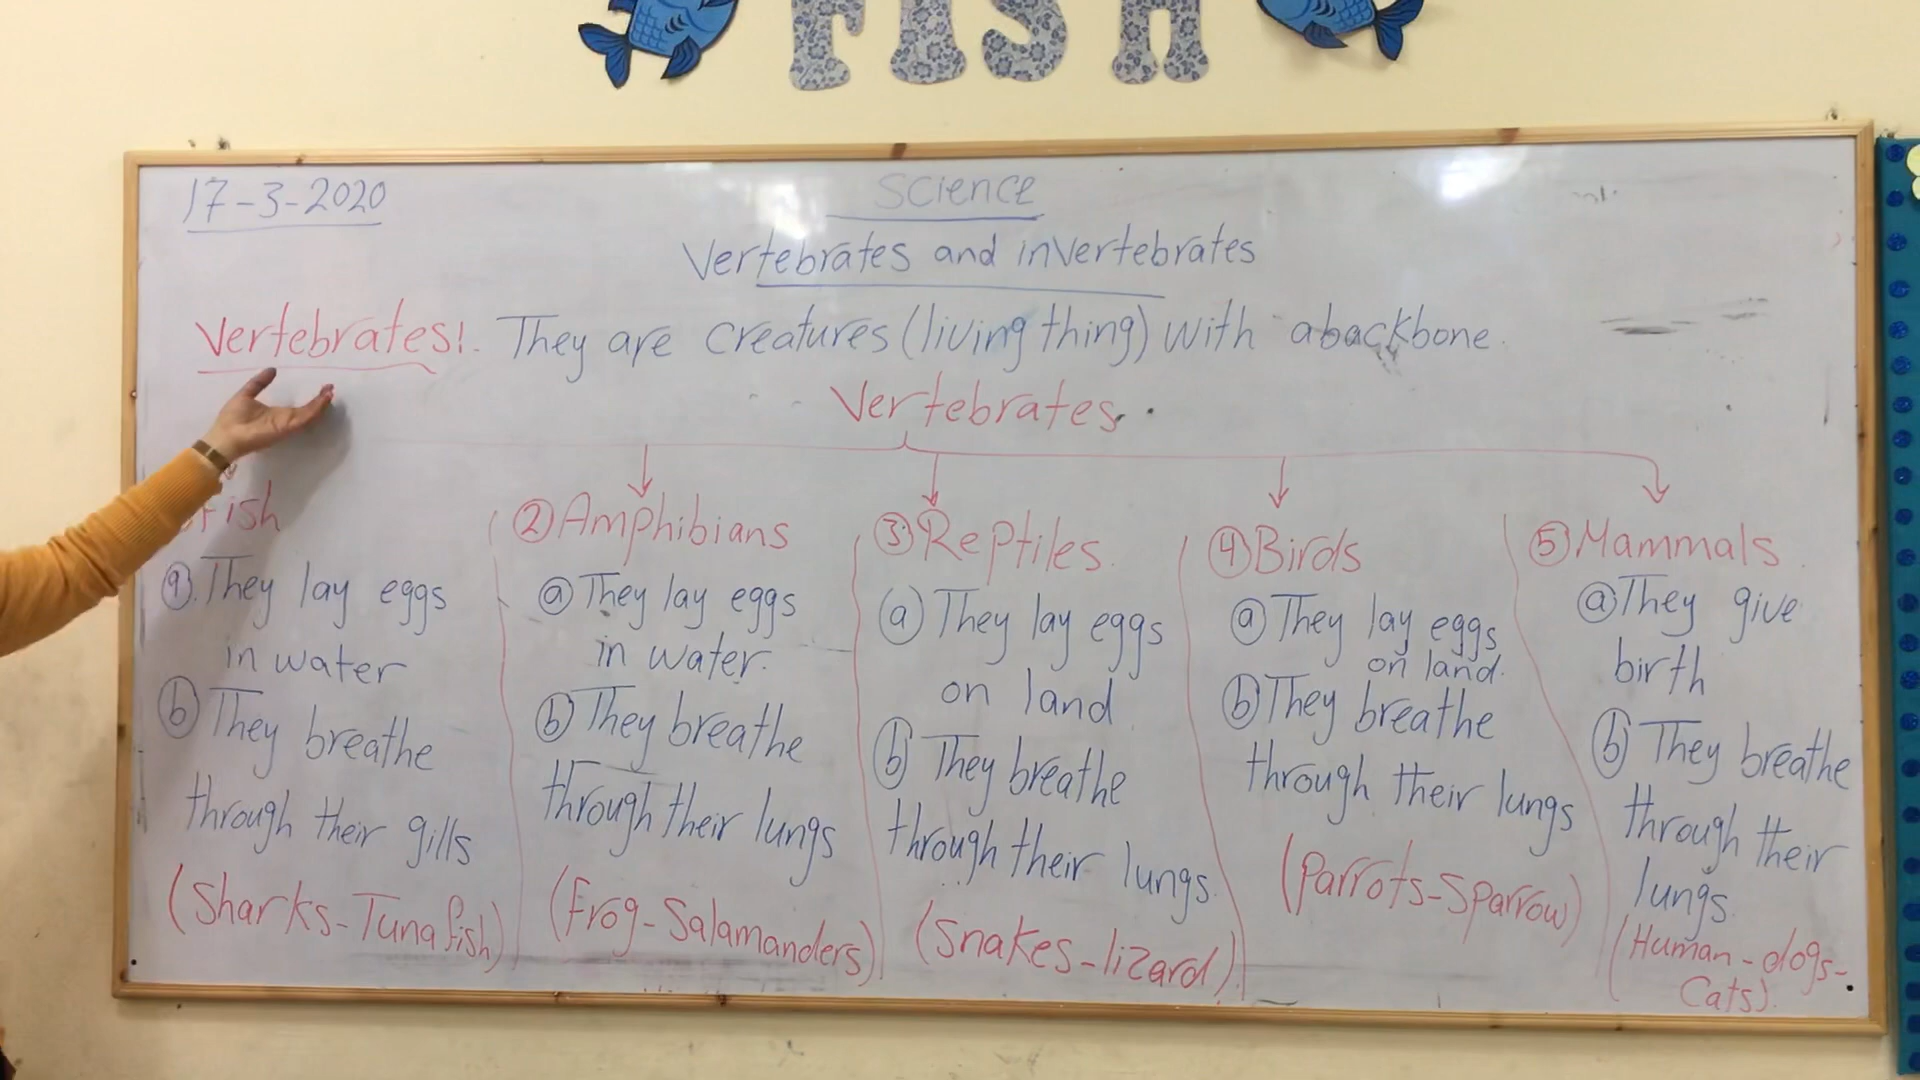 FISH
17-3-2020
Science
Vertebrates and invertebrates
Vertebrates:. They are creatures (living thing) with abackbone.
Vertebrates
Fish
a. They lay eggs
in water
b They breathe
through their gills
(Sharks-Tuna fish)
2 Amphibians
a They lay eggs
in water.
b They breathe
through their lungs
(Frog-Salamanders)
3 Reptiles.
a They lay eggs
on land
b They breathe
through their lungs.
(Snakes-lizard).
4 Birds
a They lay eggs
on land.
b They breathe
through their lungs
(Parrots-Sparrow)
5 Mammals.
a They give
birth
b They breathe
through their
lungs.
(Human-dogs-
Cats).